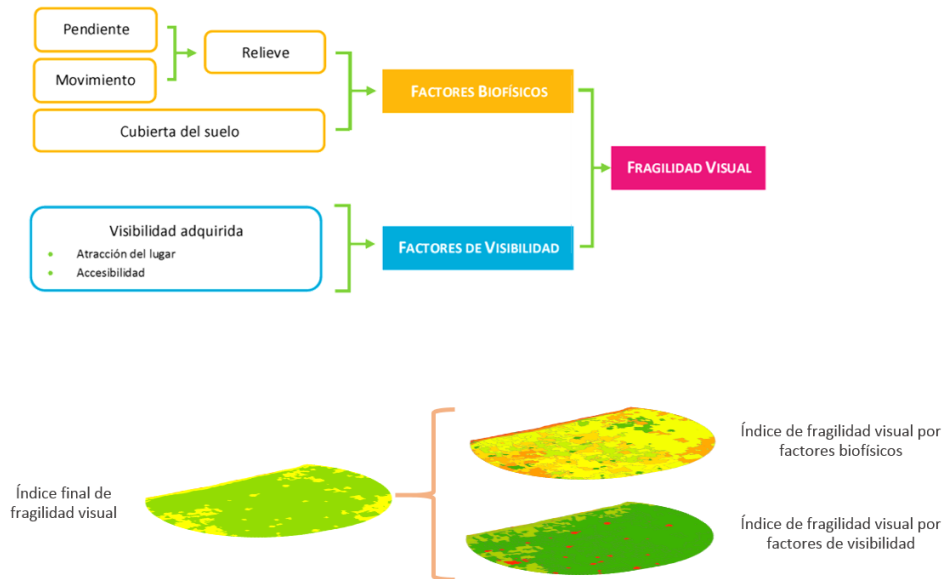 Pendiente
Movimiento
Relieve
Cubierta del suelo
FACTORES BIOFÍSICOS
FRAGILIDAD VISUAL
Visibilidad adquirida
• Atracción del lugar
• Accesibilidad
FACTORES DE VISIBILIDAD
Índice final de
fragilidad visual
Índice de fragilidad visual por
factores biofísicos
Índice de fragilidad visual por
factores de visibilidad